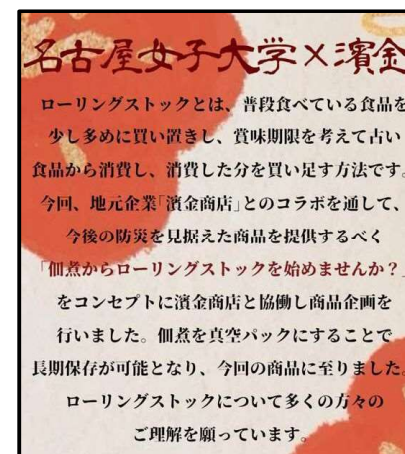 名古屋女子大学×濱金
ローリングストックとは、普段食べている食品を
少し多めに買い置きし、賞味期限を考えて古い
食品から消費し、消費した分を買い足す方法です。
今回、地元企業「濱金商店」とのコラボを通して、
今後の防災を見据えた商品を提供するべく
「佃煮からローリングストックを始めませんか？」
をコンセプトに濱金商店と協働し商品企画を
行いました。佃煮を真空パックにすることで
長期保存が可能となり、今回の商品に至りました。
ローリングストックについて多くの方々の
ご理解を願っています。